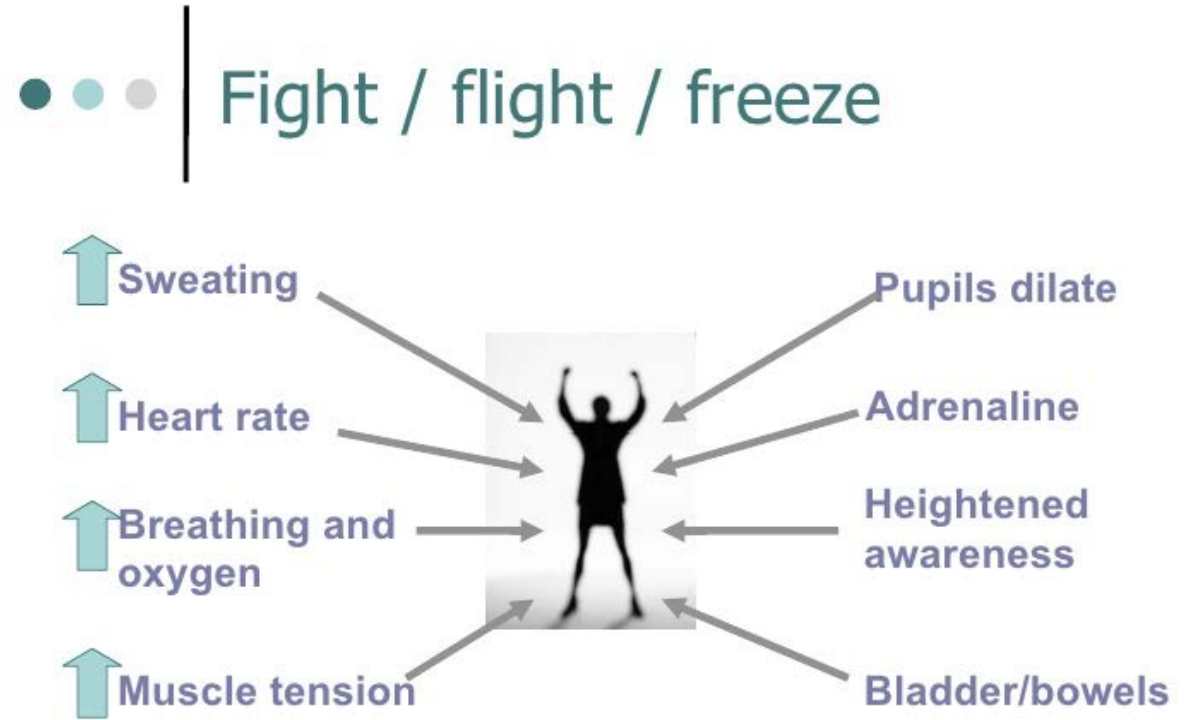 Fight / flight / freeze
Sweating
Heart rate
Breathing and
oxygen
Muscle tension
Pupils dilate
Adrenaline
Heightened
awareness
Bladder/bowels